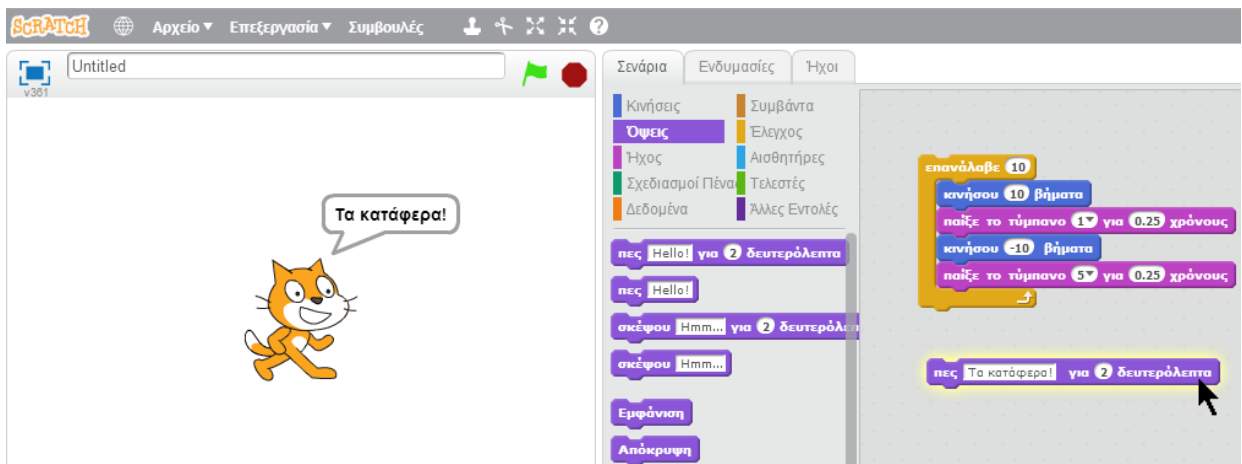 SCRATCH Αρχείο Επεξεργασία Συμβουλές
Untitled
v361
Τα κατάφερα!
Σενάρια Ενδυμασίες Ήχοι
Κινήσεις Συμβάντα
Όψεις Έλεγχος
Ήχος Αισθητήρες
Σχεδιασμοί Πένας Τελεστές
Δεδομένα Άλλες Εντολές
πες Hello! για 2 δευτερόλεπτα
πες Hello!
σκέψου Hmm... για 2 δευτερόλεπ
σκέψου Hmm...
Εμφάνιση
Απόκρυψη
επανάλαβε 10
κινήσου 10 βήματα
παίξε το τύμπανο 1 για 0.25 χρόνους
κινήσου -10 βήματα
παίξε το τύμπανο 5 για 0.25 χρόνους
πες Τα κατάφερα! για 2 δευτερόλεπτα